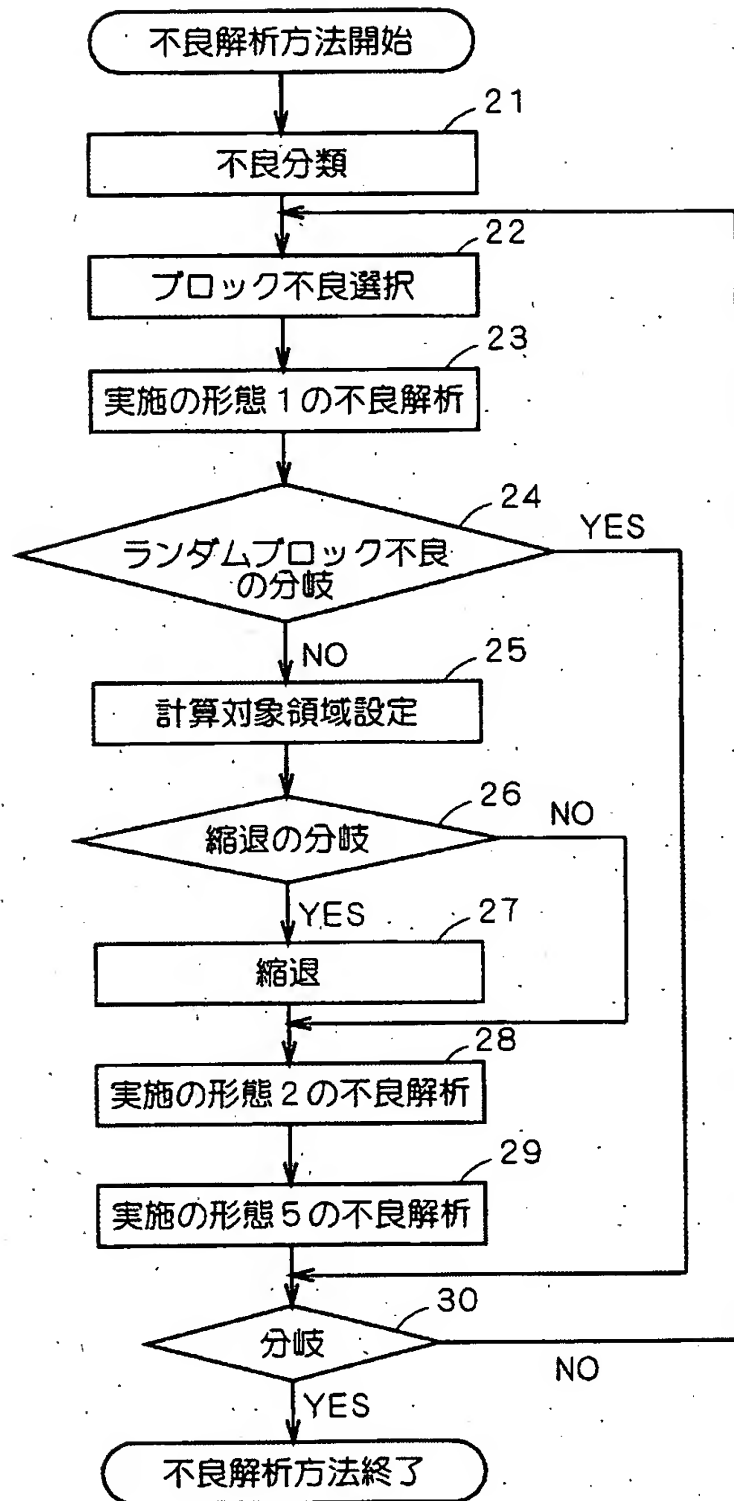 不良解析方法開始
21
不良分類
22
ブロック不良選択
23
実施の形態1の不良解析
24
YES
ランダムブロック不良
の分岐
NO
25
計算対象領域設定
26
NO
縮退の分岐
YES
27
縮退
28
実施の形態2の不良解析
29
実施の形態5の不良解析
30
分岐
NO
YES
不良解析方法終了